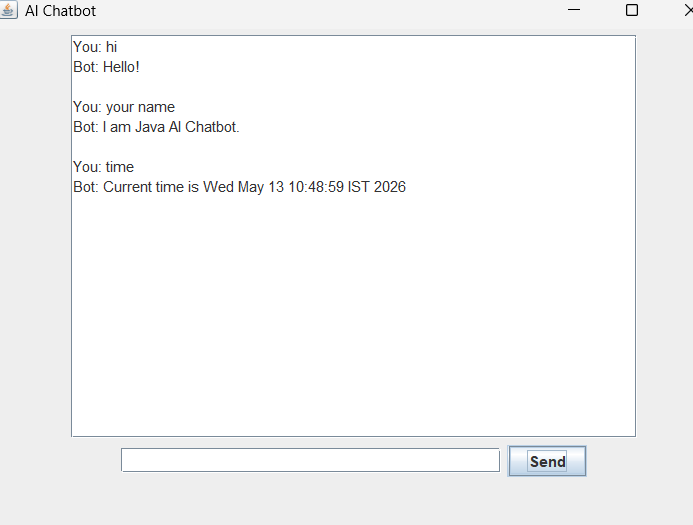 AI Chatbot
You: hi
Bot: Hello!
You: your name
Bot: I am Java AI Chatbot.
You: time
Bot: Current time is Wed May 13 10:48:59 IST 2026
Send